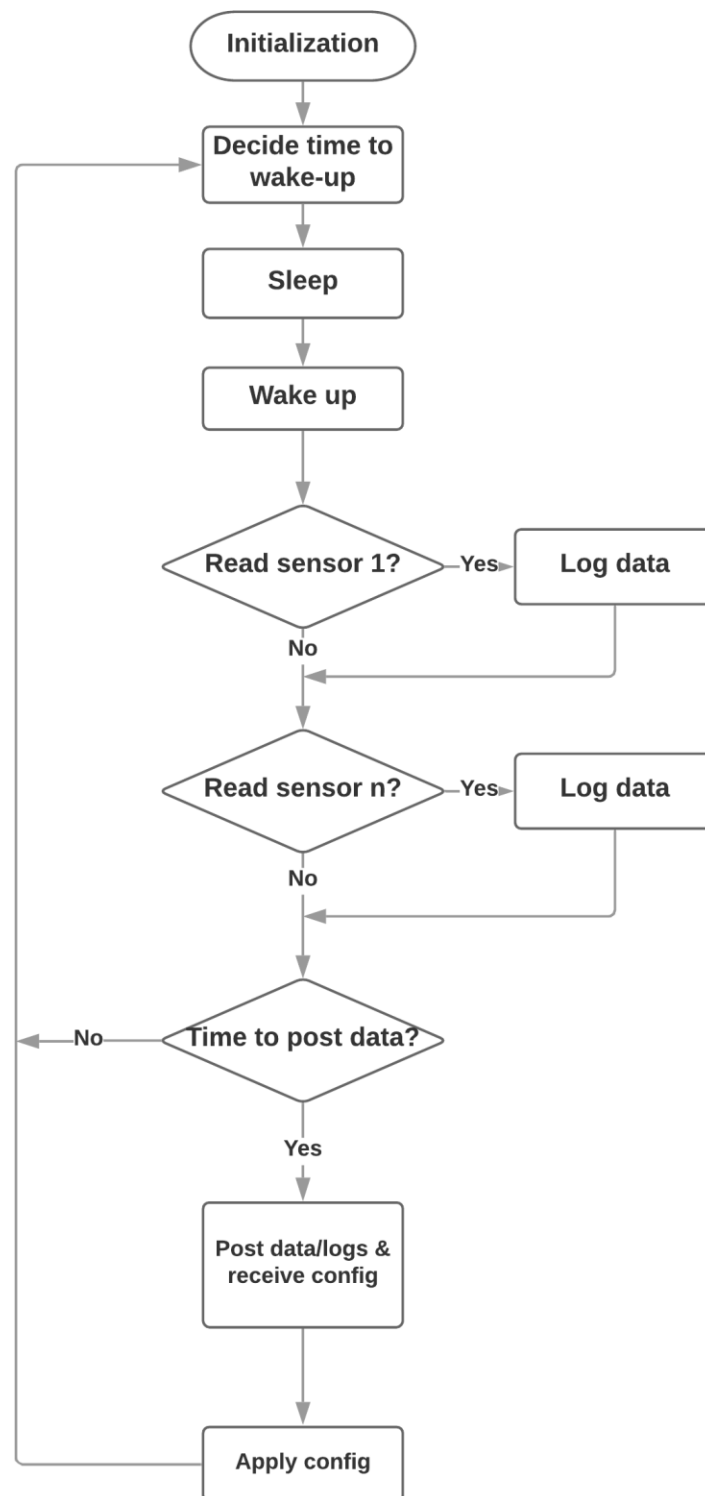 Initialization
Decide time to
wake-up
Sleep
Wake up
Read sensor 1?
Yes
Log data
No
Read sensor n?
Yes
Log data
No
Time to post data?
No
Yes
Post data/logs &
receive config
Apply config